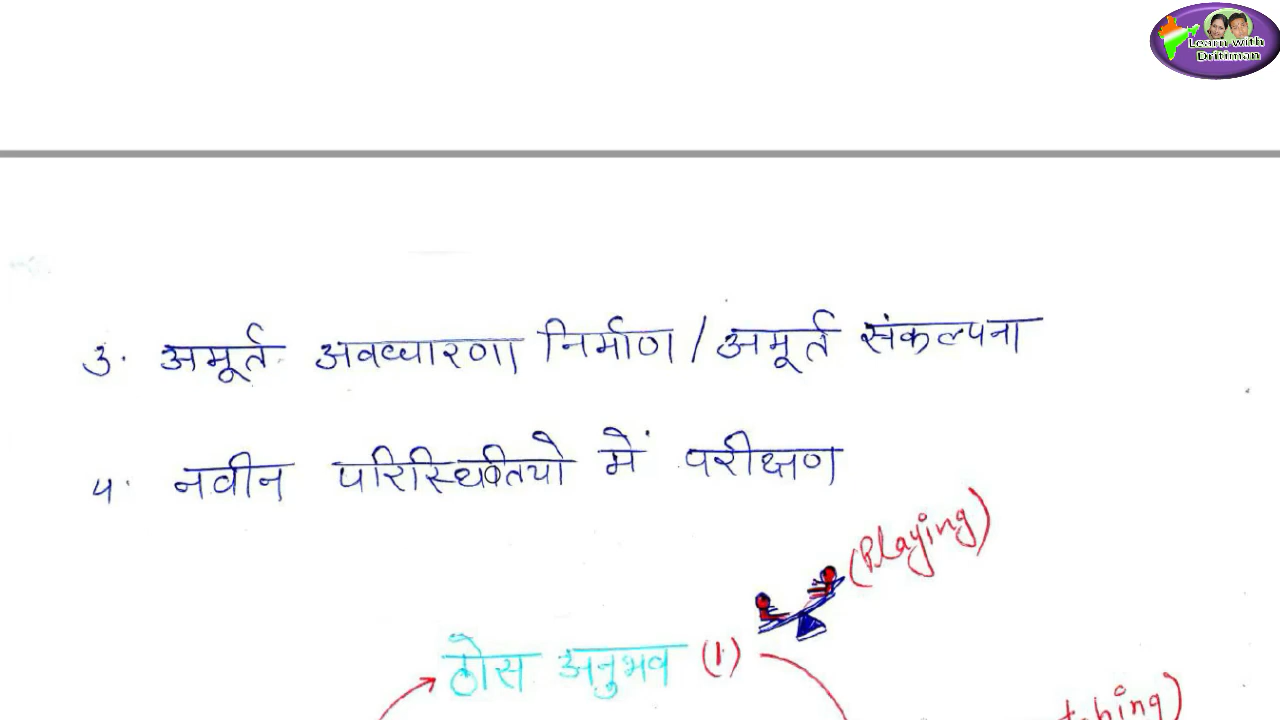 Learn with
Dritiman
3. अमूर्त अवधारणा निर्माण / अमूर्त संकल्पना
4. नवीन परिस्थितियो में परीक्षण
(Playing)
ठोस अनुभव (1)